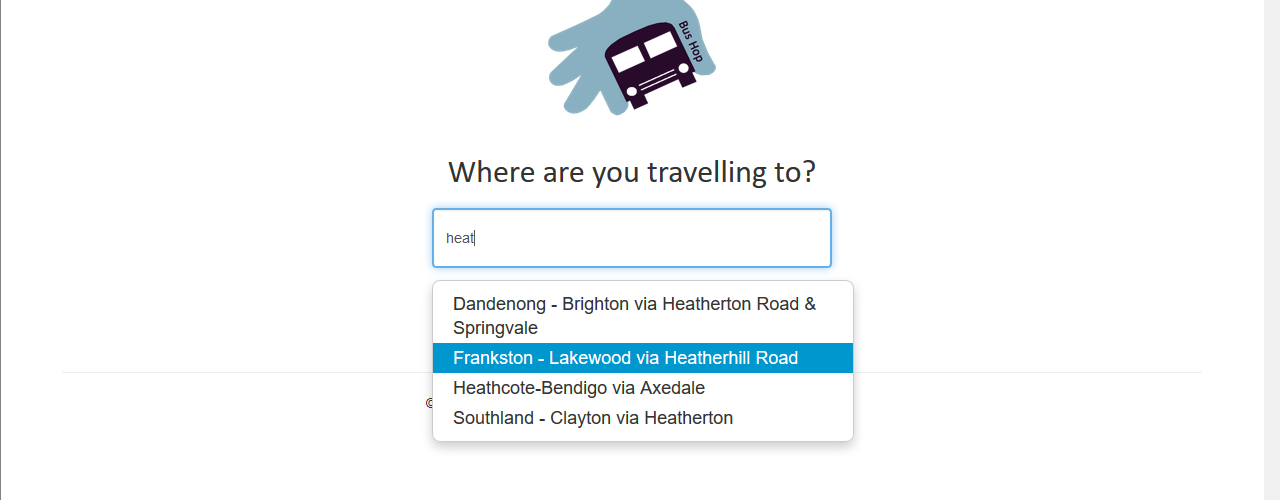 Bus Hop
Where are you travelling to?
heat
Dandenong - Brighton via Heatherton Road &
Springvale
Frankston - Lakewood via Heatherhill Road
Heathcote-Bendigo via Axedale
©
Southland - Clayton via Heatherton